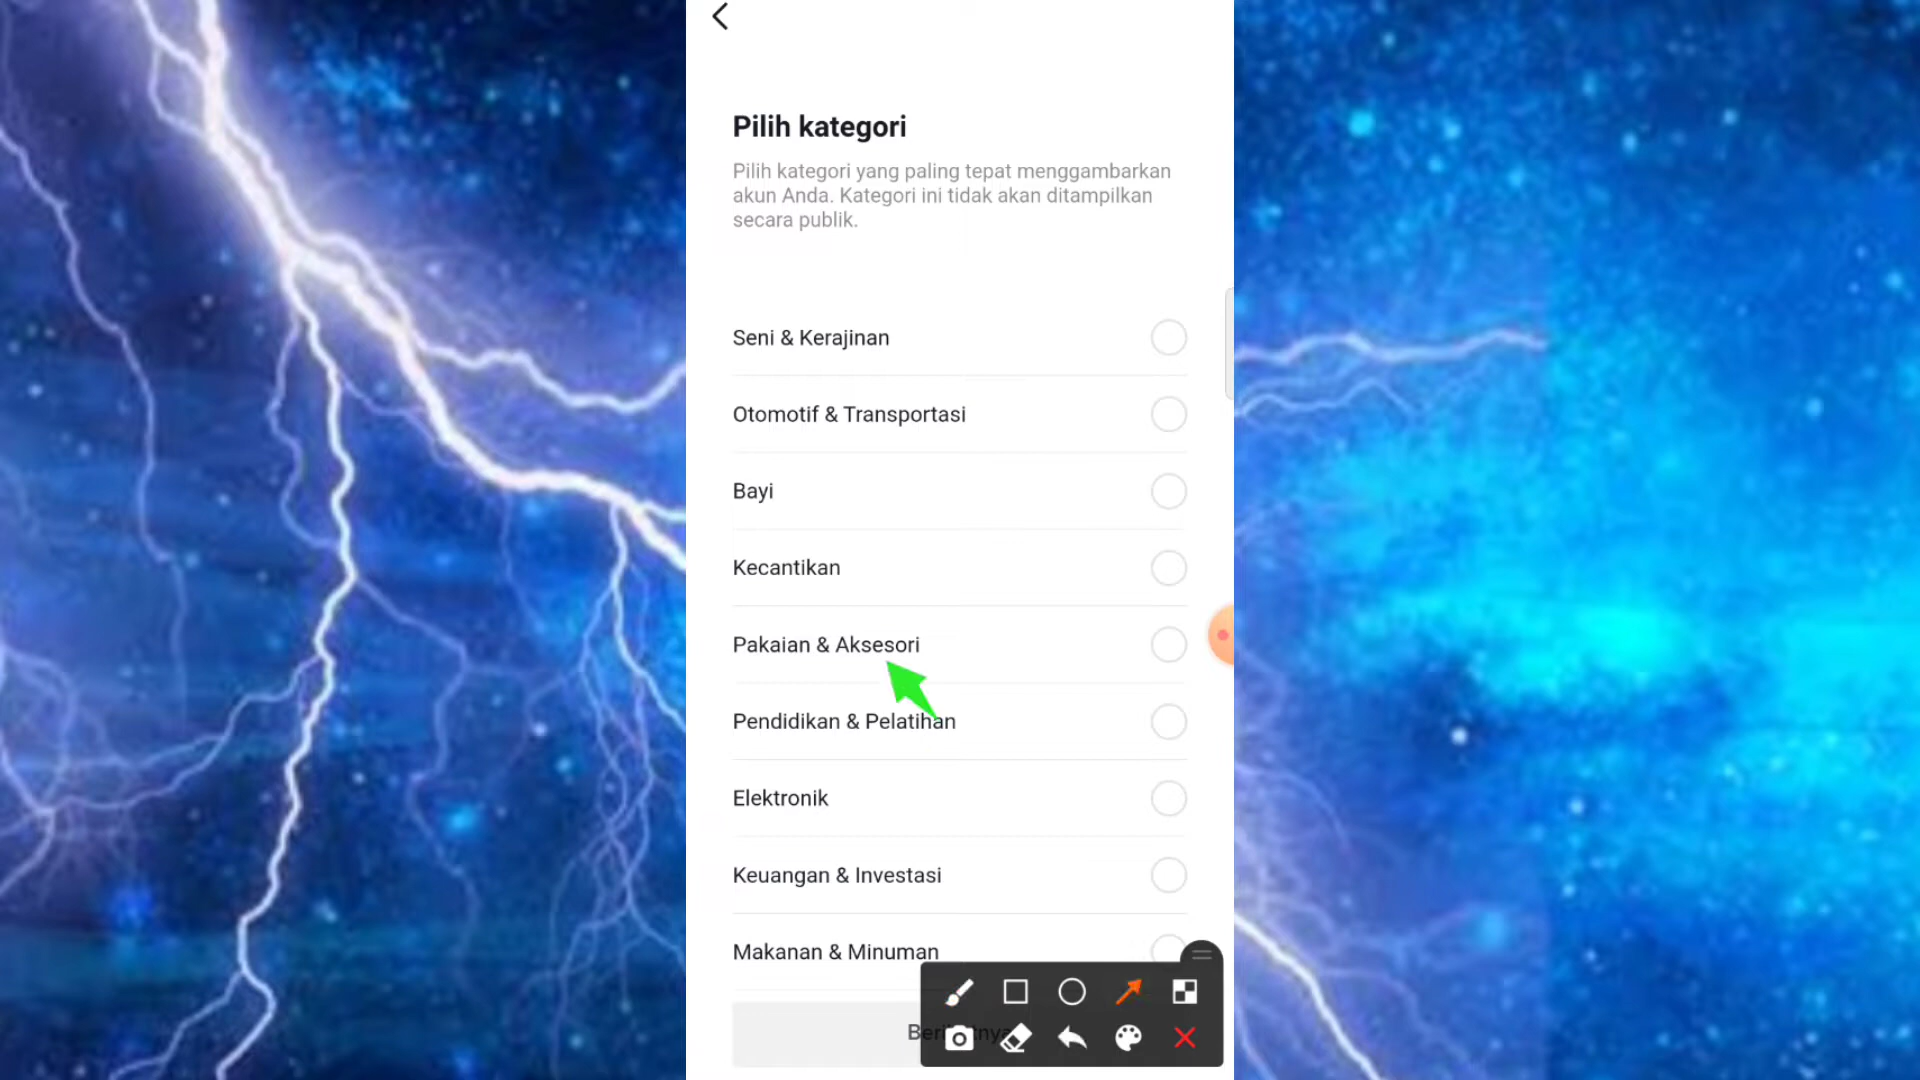 Pilih kategori
Pilih kategori yang paling tepat menggambarkan
akun Anda. Kategori ini tidak akan ditampilkan
secara publik.
Seni & Kerajinan
Otomotif & Transportasi
Bayi
Kecantikan
Pakaian & Aksesori
Pendidikan & Pelatihan
Elektronik
Keuangan & Investasi
Makanan & Minuman